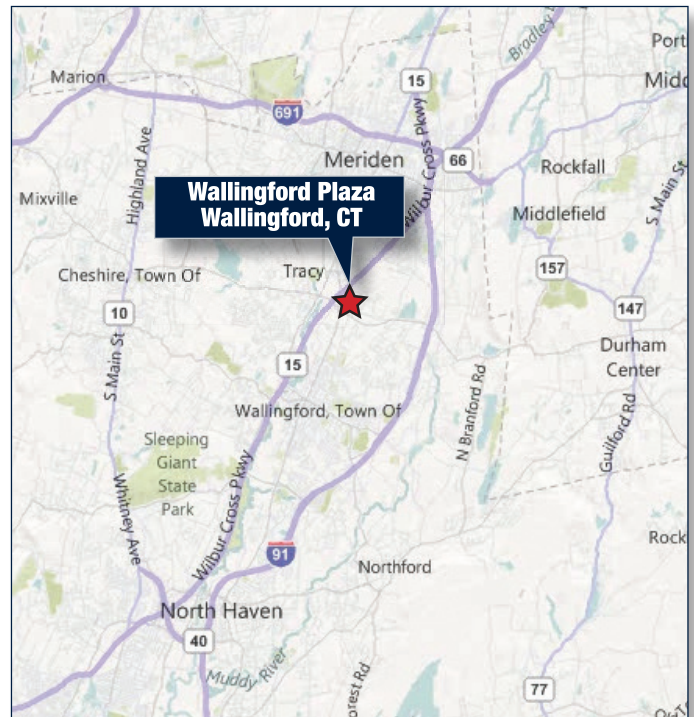 Bradley
Port
Marion
15
Midd
691
Highland Ave
Wilbur Cross Pkwy
Meriden
66
Rockfall
Mixville
Wallingford Plaza
Wallingford, CT
Middlefield
S Main St
Cheshire, Town Of
Tracy
157
10
147
S Main St
15
Durham
Center
Wallingford, Town Of
N Branford Rd
Guilford Rd
Sleeping
Giant
State
Park
Whitney Ave
Wilbur Cross Pkwy
91
Rock
Northford
North Haven
40
Muddy River
orest Rd
77